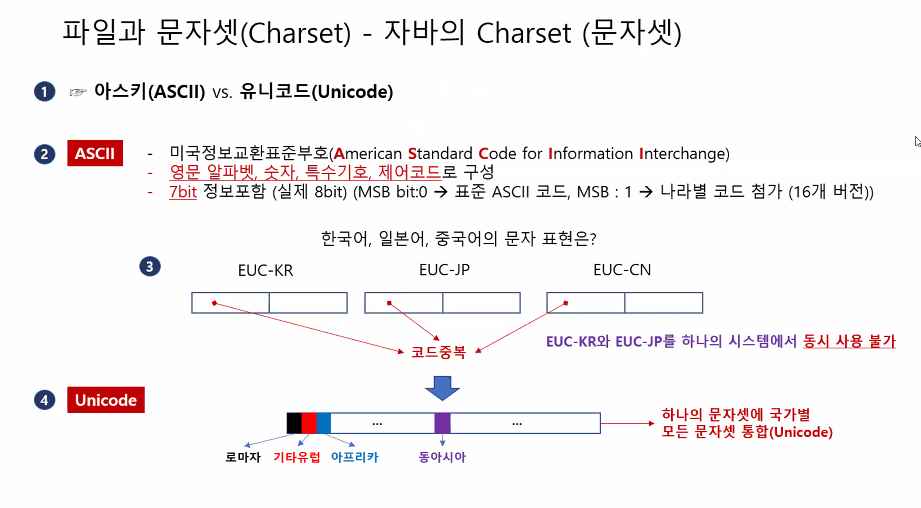 파일과 문자셋(Charset) - 자바의 Charset (문자셋)
1 ☞ 아스키(ASCII) vs. 유니코드(Unicode)
2 ASCII - 미국정보교환표준부호(American Standard Code for Information Interchange)
- 영문 알파벳, 숫자, 특수기호, 제어코드로 구성
- 7bit 정보포함 (실제 8bit) (MSB bit:0 → 표준 ASCII 코드, MSB : 1 → 나라별 코드 첨가 (16개 버전))
한국어, 일본어, 중국어의 문자 표현은?
3 EUC-KR EUC-JP EUC-CN
코드중복
EUC-KR와 EUC-JP를 하나의 시스템에서 동시 사용 불가
4 Unicode
... ...
하나의 문자셋에 국가별
모든 문자셋 통합(Unicode)
로마자 기타유럽 아프리카 동아시아